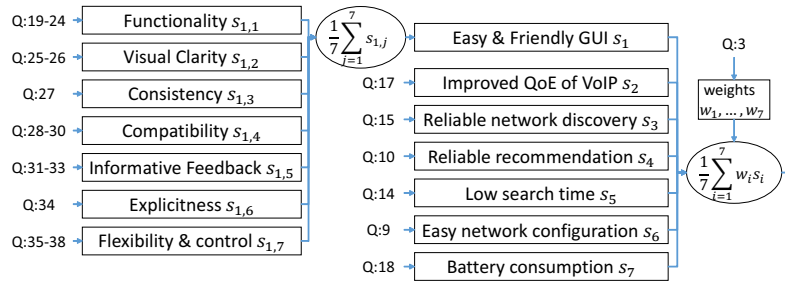 Q:19-24
Functionality s1,1
Q:25-26
Visual Clarity s1,2
Q:27
Consistency s1,3
Q:28-30
Compatibility s1,4
Q:31-33
Informative Feedback s1,5
Q:34
Explicitness s1,6
Q:35-38
Flexibility & control s1,7
1/7 ∑ j=1 7 s1,j
Easy & Friendly GUI s1
Q:17
Improved QoE of VoIP s2
Q:15
Reliable network discovery s3
Q:10
Reliable recommendation s4
Q:14
Low search time s5
Q:9
Easy network configuration s6
Q:18
Battery consumption s7
Q:3
weights
w1, ..., w7
1/7 ∑ i=1 7 wisi